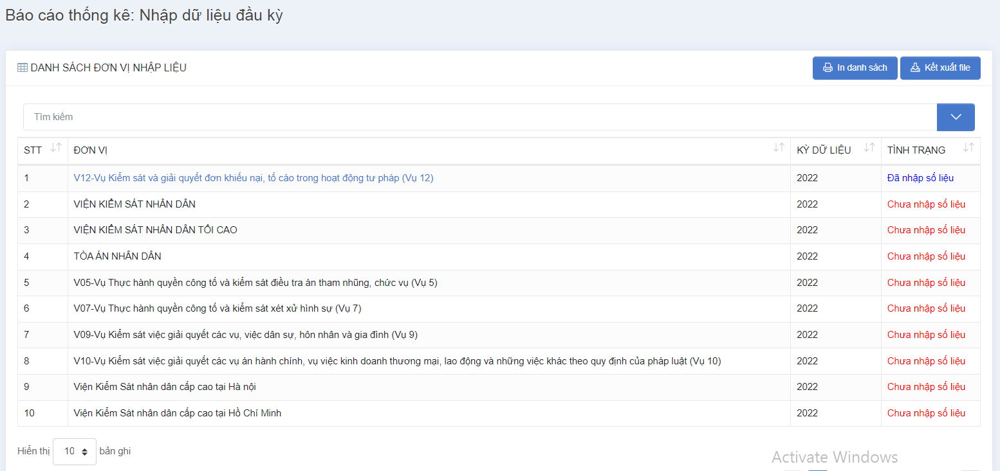 Báo cáo thống kê: Nhập dữ liệu đầu kỳ
DANH SÁCH ĐƠN VỊ NHẬP LIỆU
In danh sách
Kết xuất file
Tìm kiếm
STT ĐƠN VỊ KỲ DỮ LIỆU TÌNH TRẠNG
1 V12-Vụ Kiểm sát và giải quyết đơn khiếu nại, tố cáo trong hoạt động tư pháp (Vụ 12) 2022 Đã nhập số liệu
2 VIỆN KIỂM SÁT NHÂN DÂN 2022 Chưa nhập số liệu
3 VIỆN KIỂM SÁT NHÂN DÂN TỐI CAO 2022 Chưa nhập số liệu
4 TÒA ÁN NHÂN DÂN 2022 Chưa nhập số liệu
5 V05-Vụ Thực hành quyền công tố và kiểm sát điều tra án tham nhũng, chức vụ (Vụ 5) 2022 Chưa nhập số liệu
6 V07-Vụ Thực hành quyền công tố và kiểm sát xét xử hình sự (Vụ 7) 2022 Chưa nhập số liệu
7 V09-Vụ Kiểm sát việc giải quyết các vụ, việc dân sự, hôn nhân và gia đình (Vụ 9) 2022 Chưa nhập số liệu
8 V10-Vụ Kiểm sát việc giải quyết các vụ án hành chính, vụ việc kinh doanh thương mại, lao động và những việc khác theo quy định của pháp luật (Vụ 10) 2022 Chưa nhập số liệu
9 Viện Kiểm Sát nhân dân cấp cao tại Hà nội 2022 Chưa nhập số liệu
10 Viện Kiểm Sát nhân dân cấp cao tại Hồ Chí Minh 2022 Chưa nhập số liệu
Hiển thị 10 bản ghi
Activate Windows